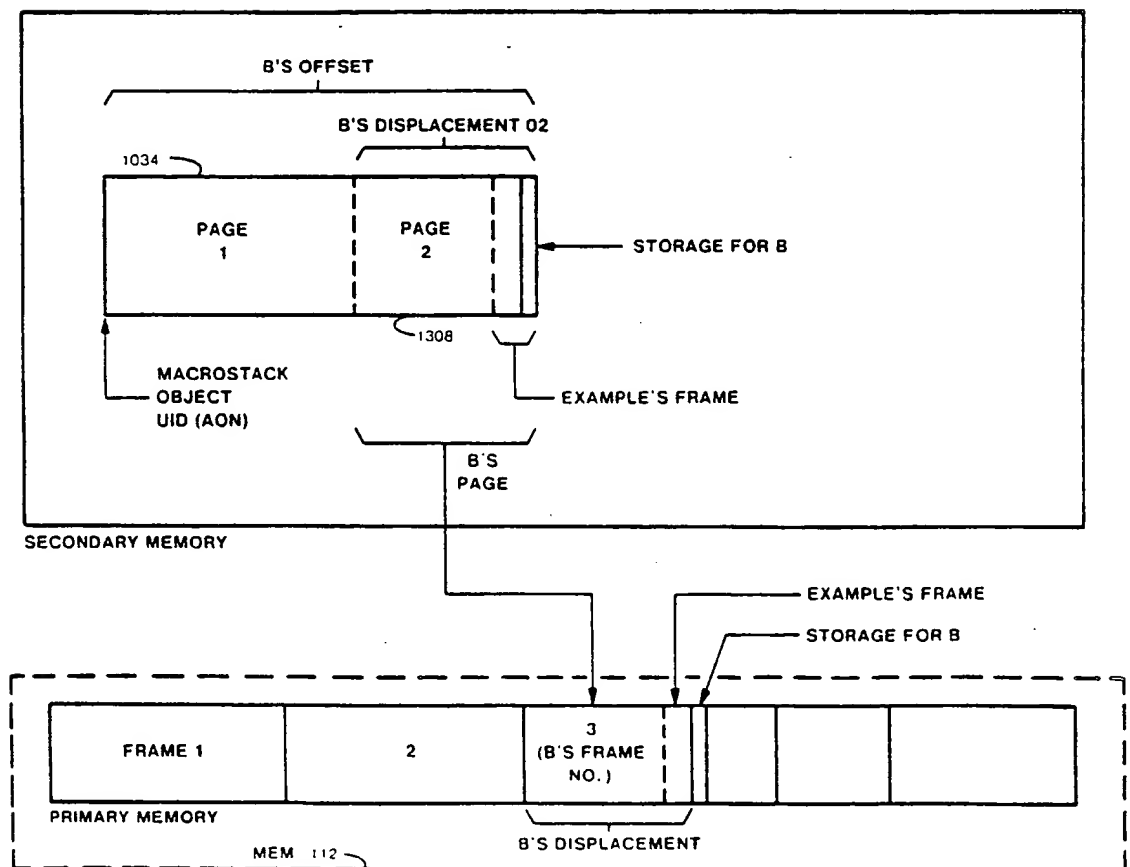 B'S OFFSET
B'S DISPLACEMENT 02
1034
PAGE
1
PAGE
2
STORAGE FOR B
1308
MACROSTACK
OBJECT
UID (AON)
EXAMPLE'S FRAME
B'S
PAGE
SECONDARY MEMORY
EXAMPLE'S FRAME
STORAGE FOR B
FRAME 1
2
3
(B'S FRAME
NO.)
PRIMARY MEMORY
B'S DISPLACEMENT
MEM 112